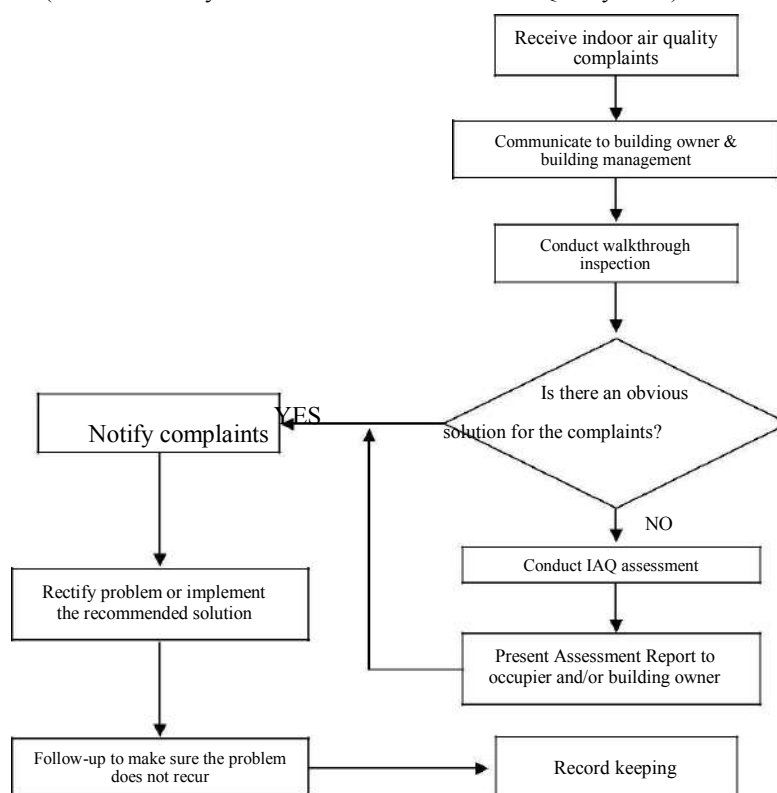 Receive indoor air quality
complaints
Communicate to building owner &
building management
Conduct walkthrough
inspection
Is there an obvious
solution for the complaints?
YES
Notify complaints
NO
Conduct IAQ assessment
Rectify problem or implement
the recommended solution
Present Assessment Report to
occupier and/or building owner
Follow-up to make sure the problem
does not recur
Record keeping